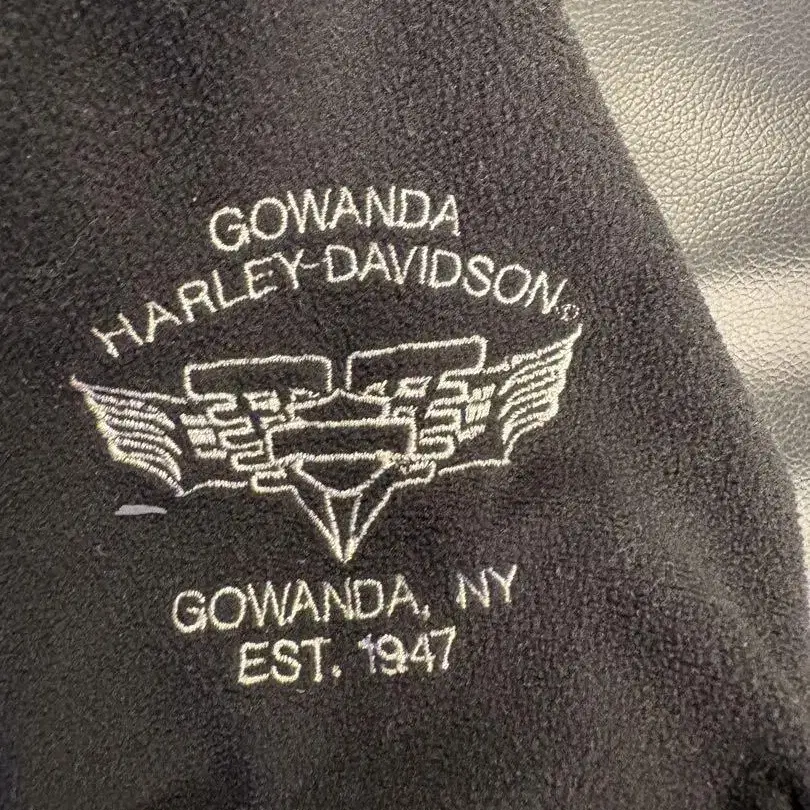 GOWANDA
HARLEY-DAVIDSON©
GOWANDA, NY
EST. 1947